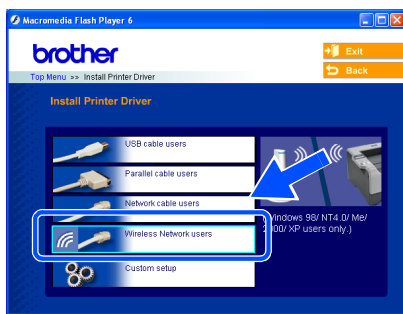 Macromedia Flash Player 6
brother
Exit
Back
Top Menu >> Install Printer Driver
Install Printer Driver
USB cable users
Parallel cable users
Network cable users
Wireless Network users
Custom setup
Windows 98/ NT4.0/ Me/
000/ XP users only.)